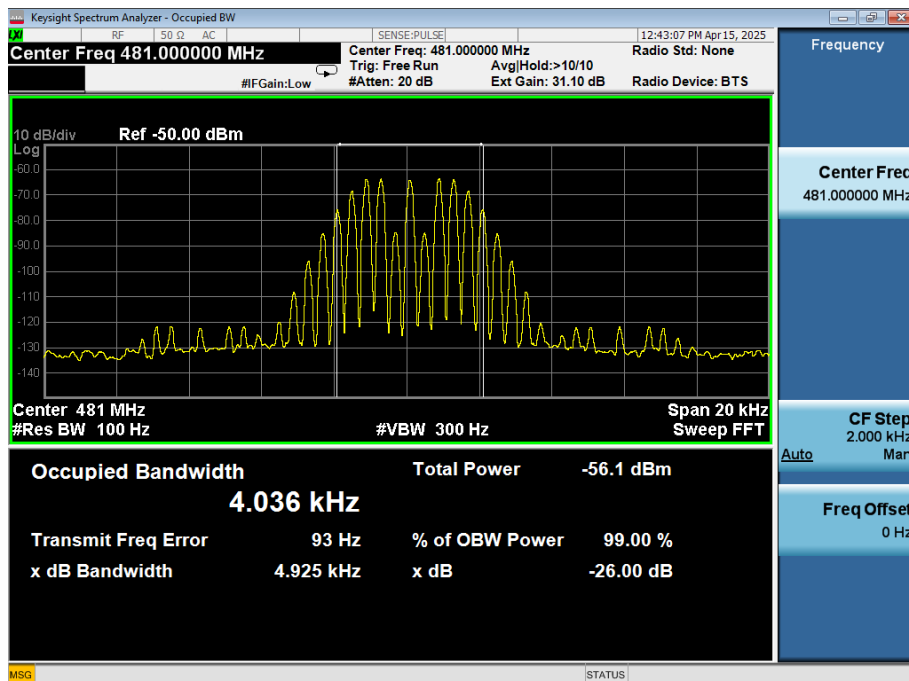 Keysight Spectrum Analyzer - Occupied BW
LXI RF 50 Ω AC SENSE:PULSE 12:43:07 PM Apr 15, 2025
Center Freq 481.000000 MHz
#IFGain:Low
Center Freq: 481.000000 MHz
Trig: Free Run Avg|Hold:>10/10
#Atten: 20 dB Ext Gain: 31.10 dB
Radio Std: None
Radio Device: BTS
10 dB/div Ref -50.00 dBm
Log
-60.0
-70.0
-80.0
-90.0
-100
-110
-120
-130
-140
Center 481 MHz Span 20 kHz
#Res BW 100 Hz #VBW 300 Hz Sweep FFT
Occupied Bandwidth Total Power -56.1 dBm
4.036 kHz
Transmit Freq Error 93 Hz % of OBW Power 99.00 %
x dB Bandwidth 4.925 kHz x dB -26.00 dB
Frequency
Center Freq
481.000000 MHz
CF Step
2.000 kHz
Auto Man
Freq Offset
0 Hz
MSG STATUS